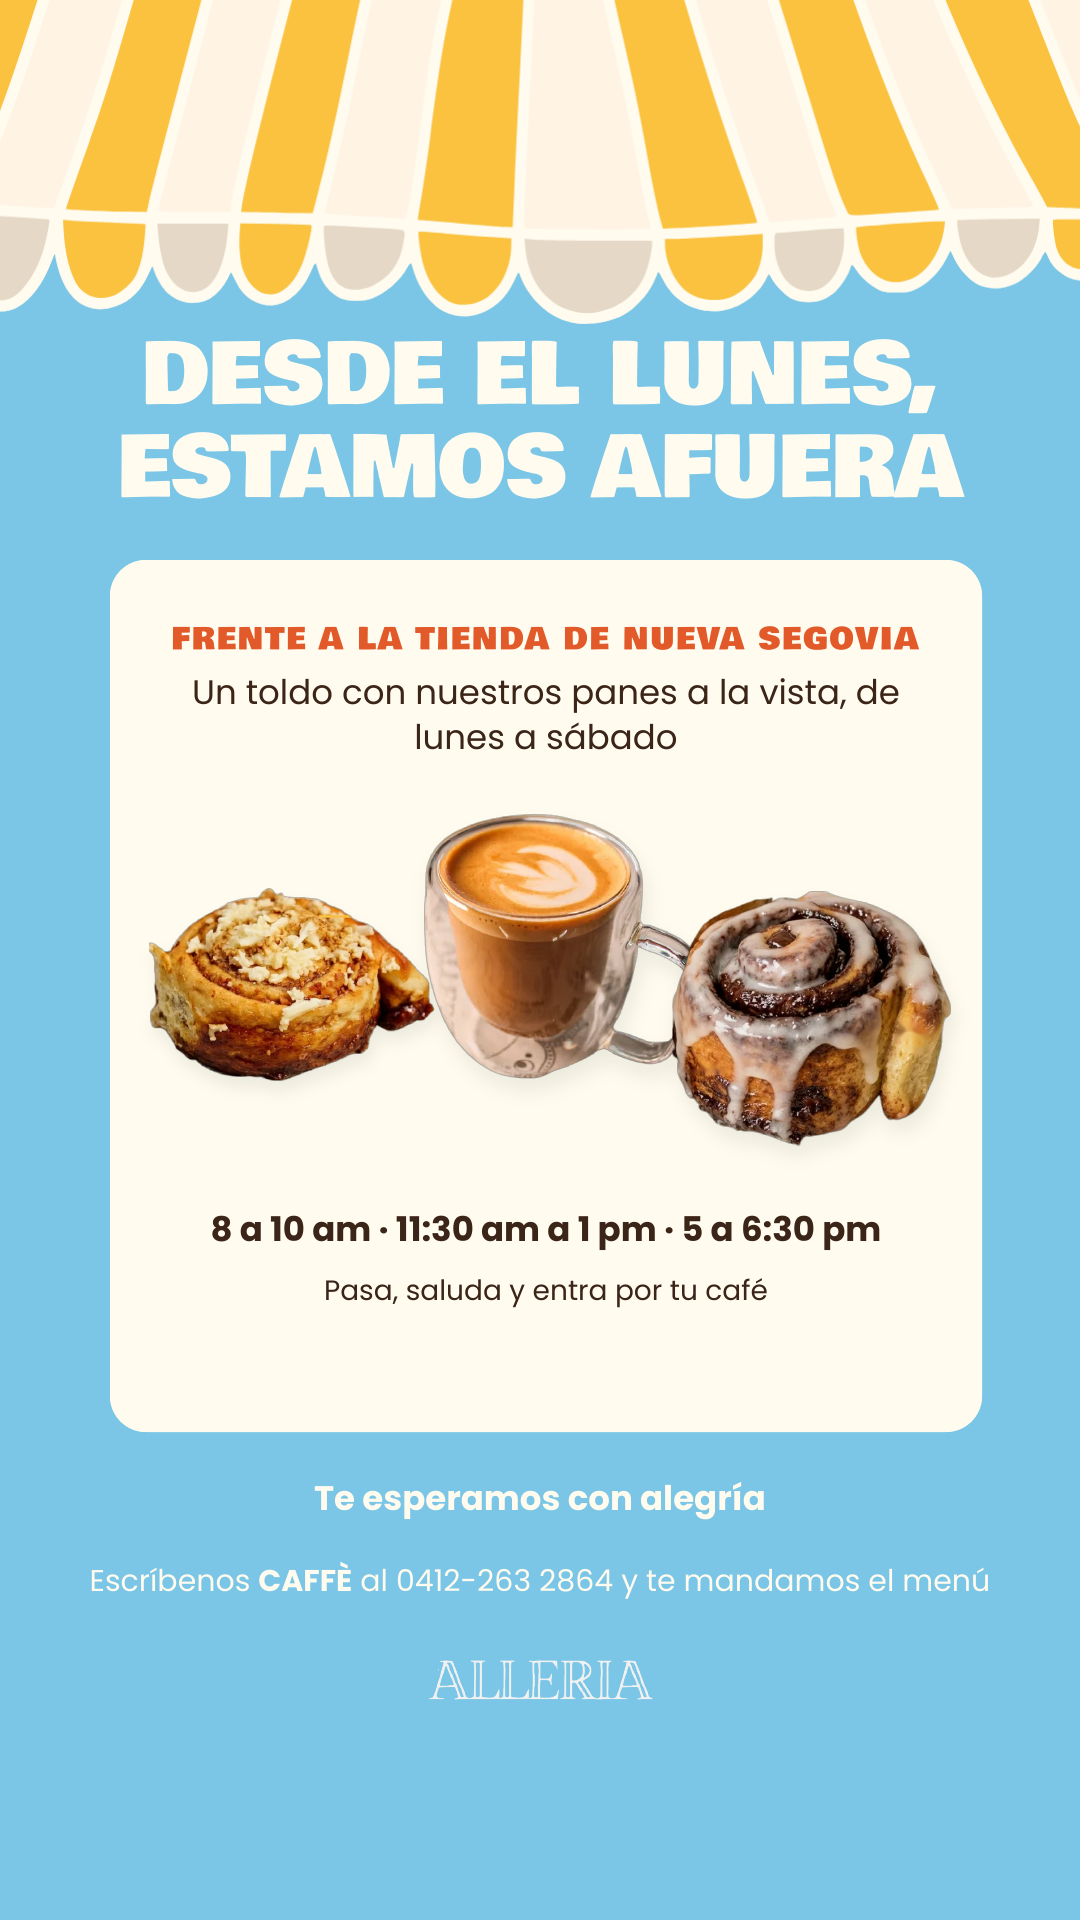 DESDE EL LUNES,
ESTAMOS AFUERA
FRENTE A LA TIENDA DE NUEVA SEGOVIA
Un toldo con nuestros panes a la vista, de
lunes a sábado
8 a 10 am · 11:30 am a 1 pm · 5 a 6:30 pm
Pasa, saluda y entra por tu café
Te esperamos con alegría
Escríbenos CAFFÈ al 0412-263 2864 y te mandamos el menú
ALLERIA